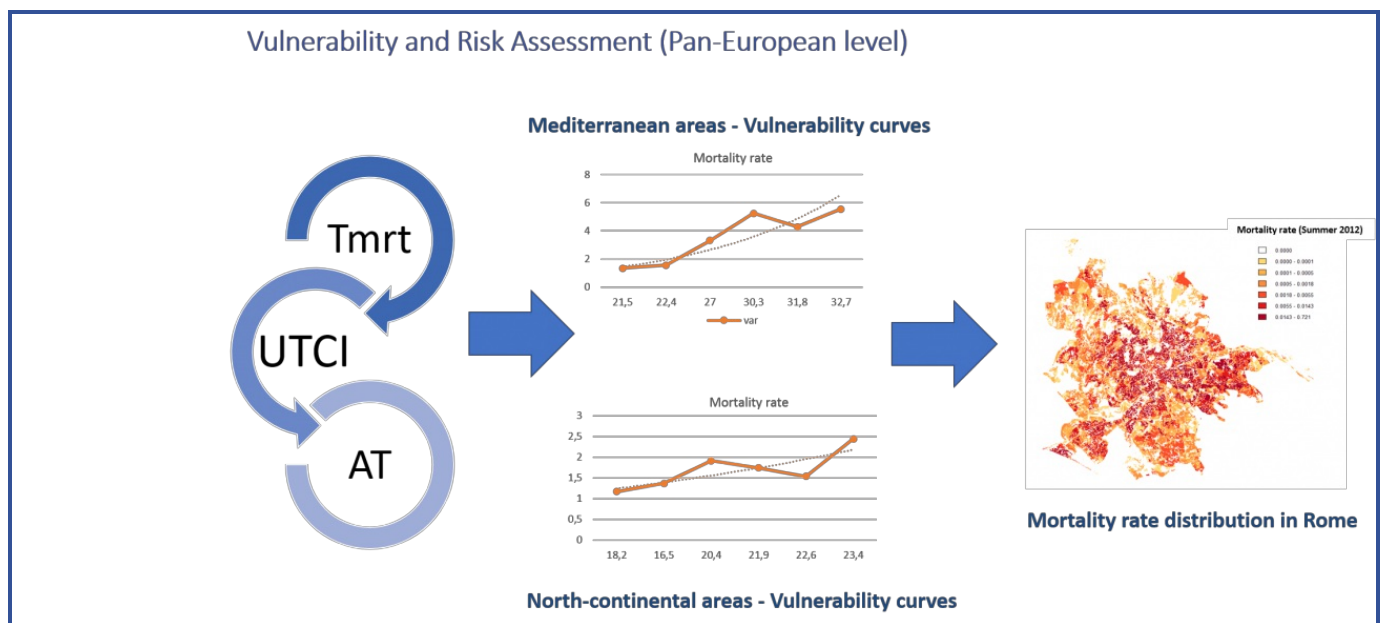 Vulnerability and Risk Assessment (Pan-European level)
Tmrt
UTCI
AT
Mediterranean areas - Vulnerability curves
Mortality rate
8
6
4
2
0
21,5 22,4 27 30,3 31,8 32,7
var
Mortality rate
3
2,5
2
1,5
1
0,5
0
18,2 16,5 20,4 21,9 22,6 23,4
North-continental areas - Vulnerability curves
Mortality rate (Summer 2012)
0.0000
0.0000 - 0.0001
0.0001 - 0.0005
0.0005 - 0.0018
0.0018 - 0.0055
0.0055 - 0.0143
0.0143 - 0.721
Mortality rate distribution in Rome